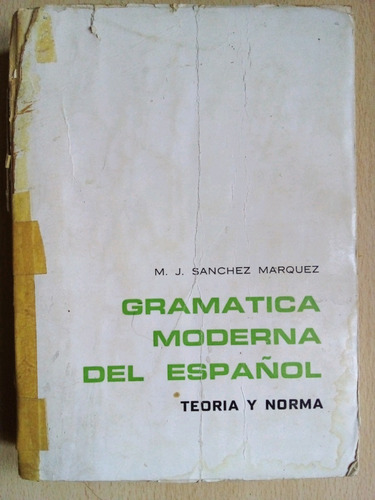 M. J. SANCHEZ MARQUEZ
GRAMATICA
MODERNA
DEL ESPAÑOL
TEORIA Y NORMA